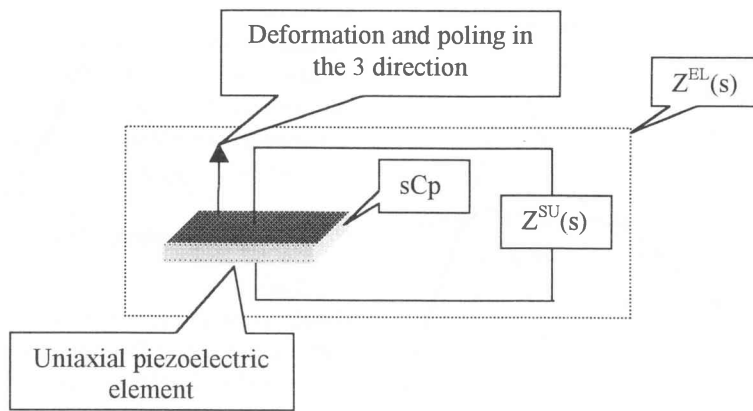 Deformation and poling in
the 3 direction
Z^EL(s)
sCp
Z^SU(s)
Uniaxial piezoelectric
element